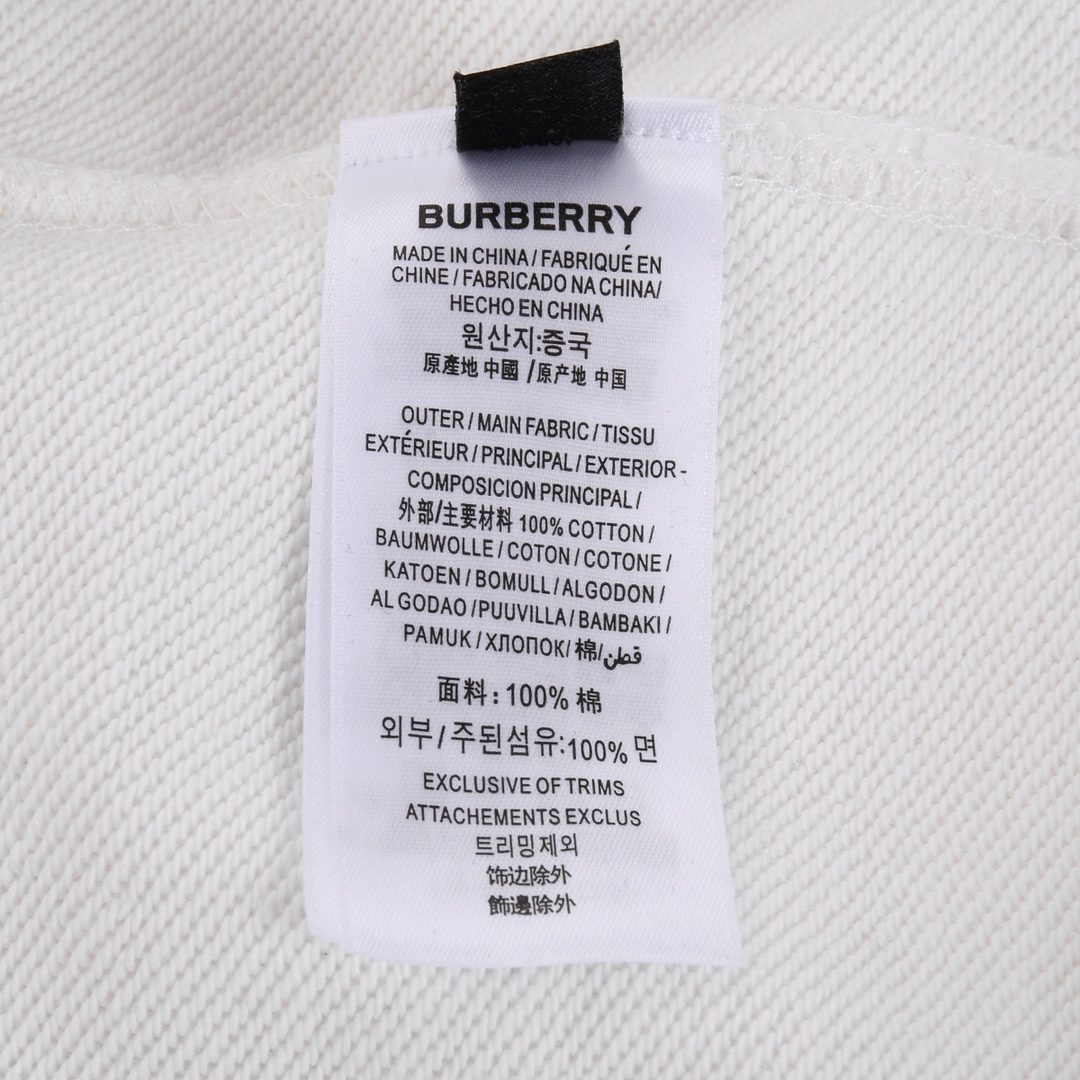 BURBERRY
MADE IN CHINA / FABRIQUÉ EN
CHINE / FABRICADO NA CHINA/
HECHO EN CHINA
원산지:증국
原產地 中國 /原产地 中国
OUTER / MAIN FABRIC / TISSU
EXTÉRIEUR / PRINCIPAL / EXTERIOR -
COMPOSICION PRINCIPAL /
外部/主要材料 100% COTTON /
BAUMWOLLE / COTON / COTONE /
KATOEN / BOMULL / ALGODON /
AL GODAO / PUUVILLA / BAMBAKI /
PAMUK / ХЛОПОК/ 棉/قطن
面料: 100% 棉
외부 / 주된섬유:100% 면
EXCLUSIVE OF TRIMS
ATTACHEMENTS EXCLUS
트리밍제외
饰边除外
飾邊除外